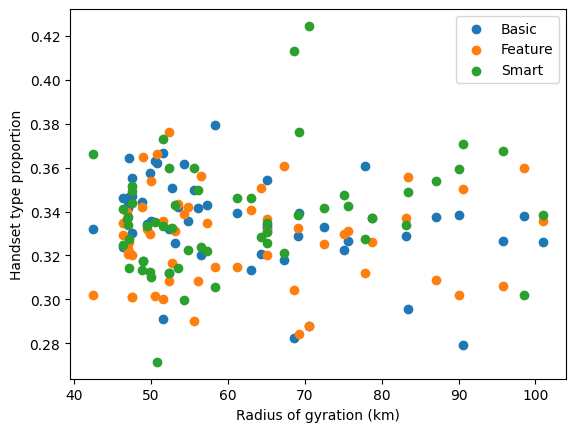 Basic
Feature
Smart
Handset type proportion
0.42
0.40
0.38
0.36
0.34
0.32
0.30
0.28
40 50 60 70 80 90 100
Radius of gyration (km)